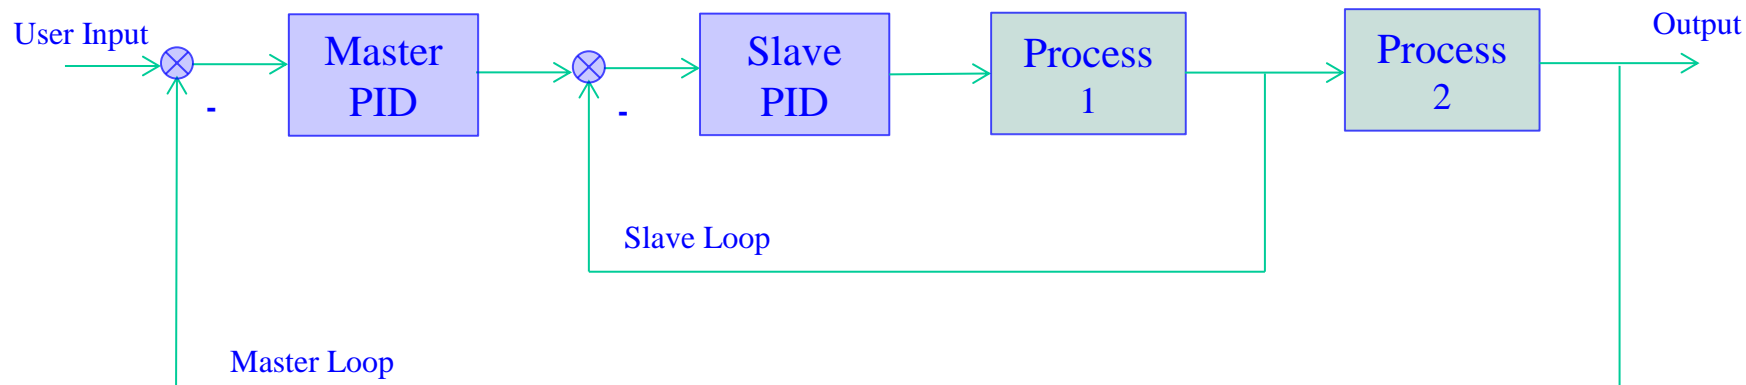 User Input
-
Master
PID
-
Slave
PID
Process
1
Process
2
Output
Slave Loop
Master Loop